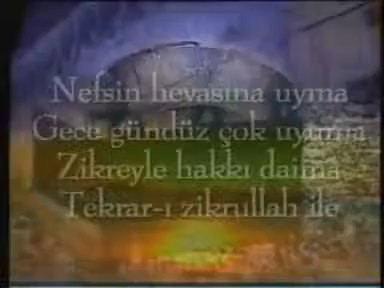 Nefsin hevasına uyma
Gece gündüz çok uyuma
Zikreyle hakkı daima
Tekrar-ı zikrullah ile